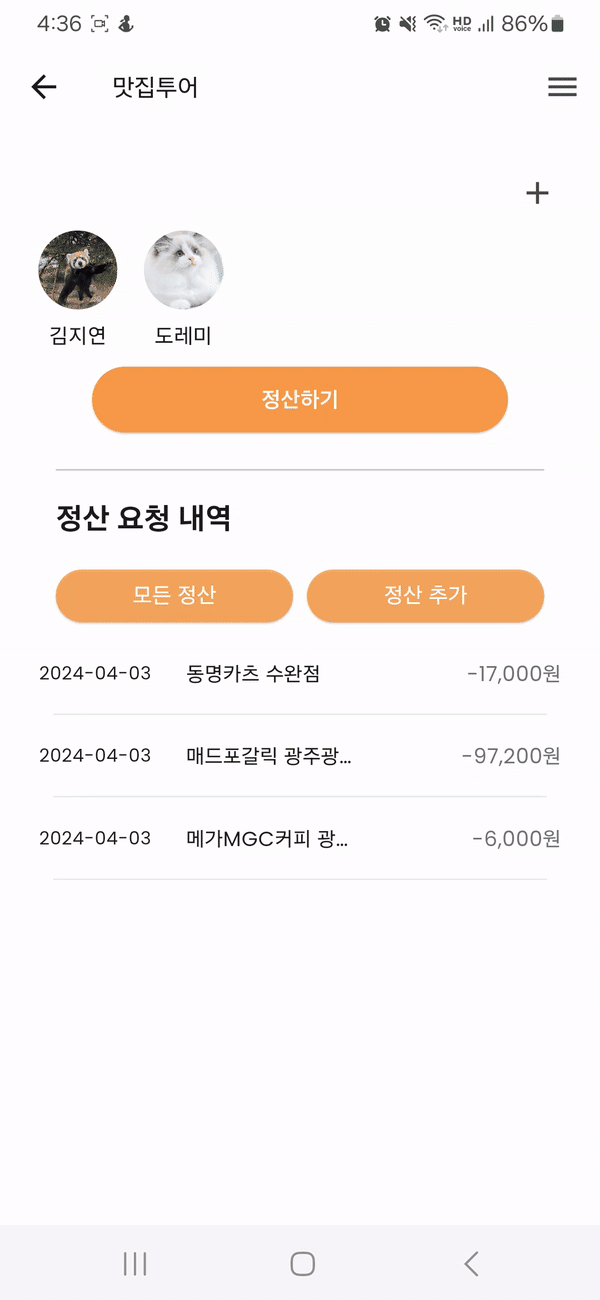 4:36 HD voice 86%
맛집투어
김지연 도레미
정산하기
정산 요청 내역
모든 정산 정산 추가
2024-04-03 동명카츠 수완점 -17,000원
2024-04-03 매드포갈릭 광주광... -97,200원
2024-04-03 메가MGC커피 광... -6,000원